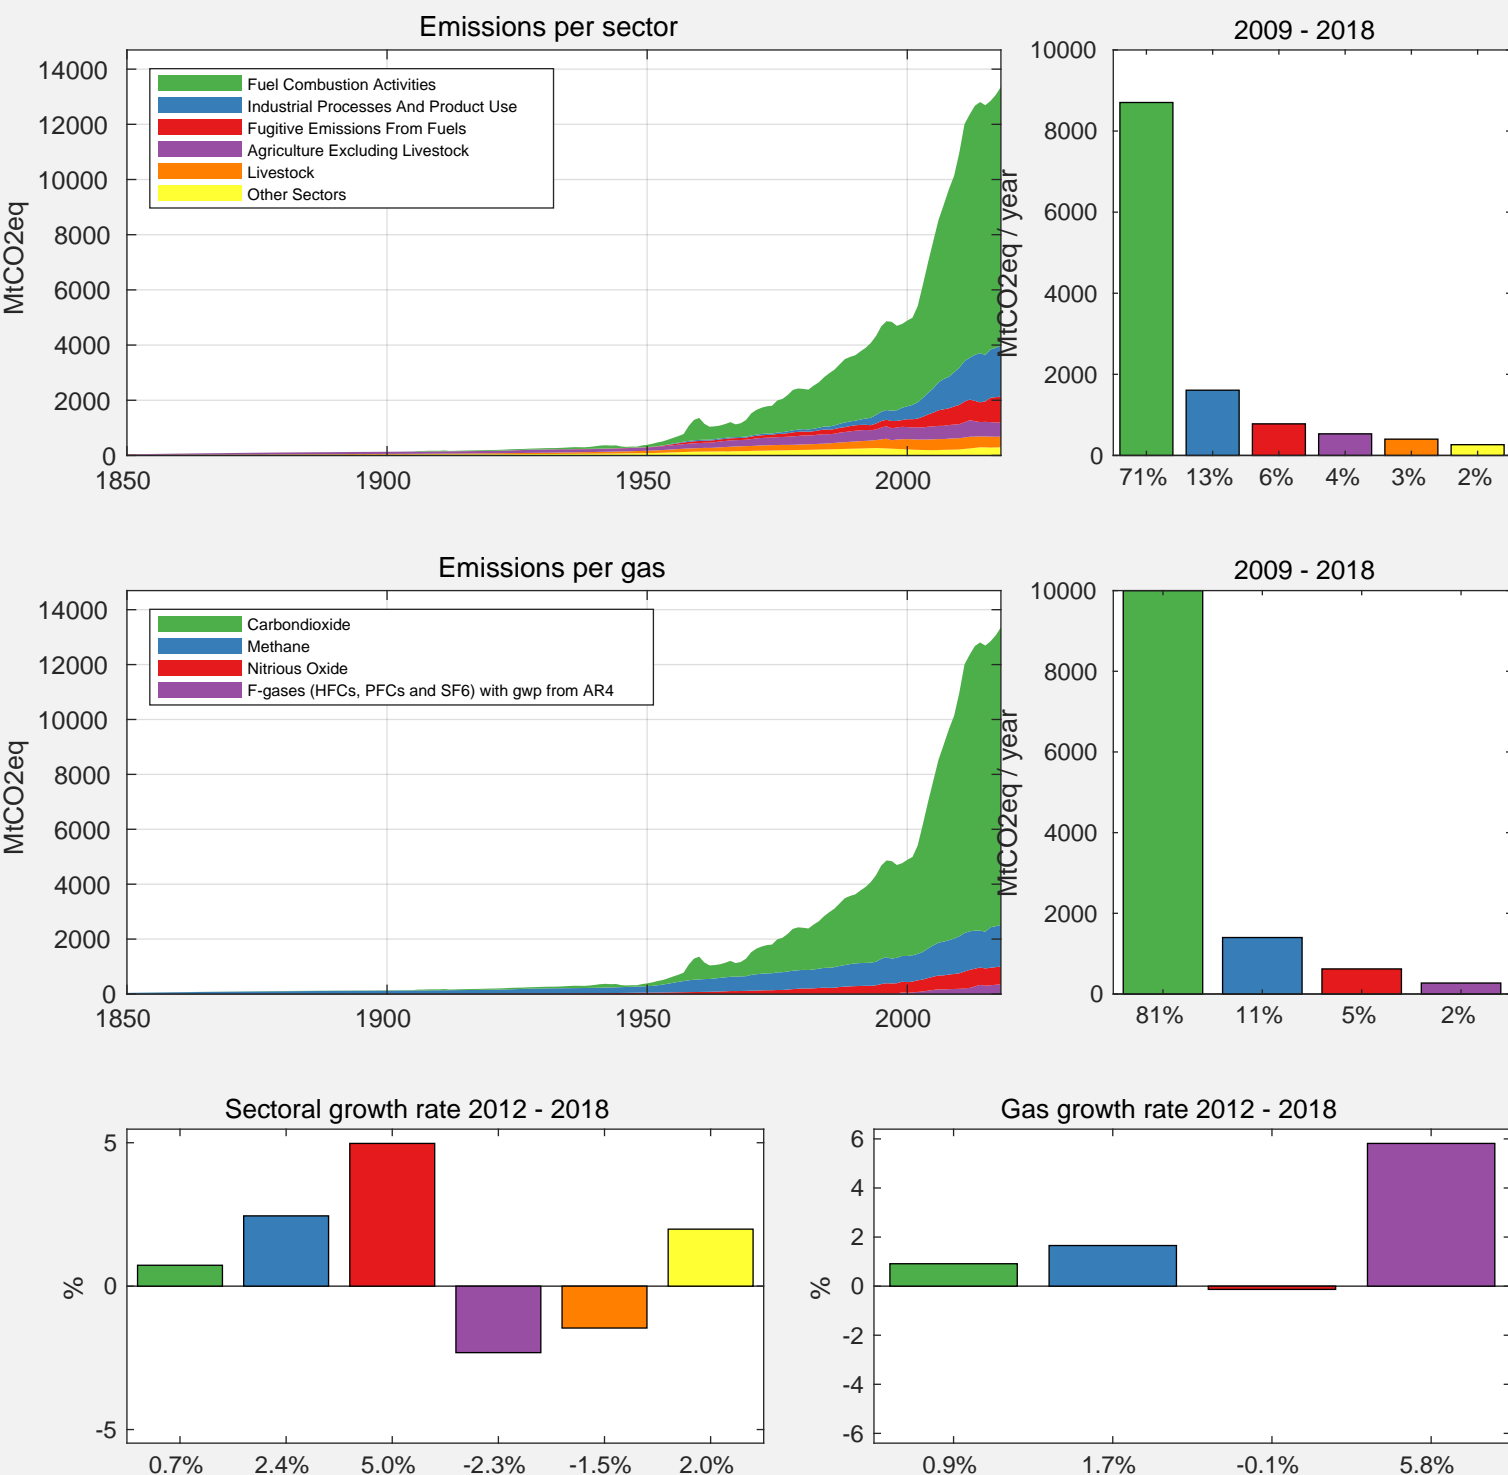 Emissions per sector
14000
12000
10000
8000
6000
4000
2000
0
MtCO2eq
Fuel Combustion Activities
Industrial Processes And Product Use
Fugitive Emissions From Fuels
Agriculture Excluding Livestock
Livestock
Other Sectors
1850 1900 1950 2000
2009 - 2018
10000
8000
6000
4000
2000
0
MtCO2eq / year
71% 13% 6% 4% 3% 2%
Emissions per gas
14000
12000
10000
8000
6000
4000
2000
0
MtCO2eq
Carbondioxide
Methane
Nitrious Oxide
F-gases (HFCs, PFCs and SF6) with gwp from AR4
1850 1900 1950 2000
2009 - 2018
10000
8000
6000
4000
2000
0
MtCO2eq / year
81% 11% 5% 2%
Sectoral growth rate 2012 - 2018
5
0
-5
%
0.7% 2.4% 5.0% -2.3% -1.5% 2.0%
Gas growth rate 2012 - 2018
6
4
2
0
-2
-4
-6
%
0.9% 1.7% -0.1% 5.8%